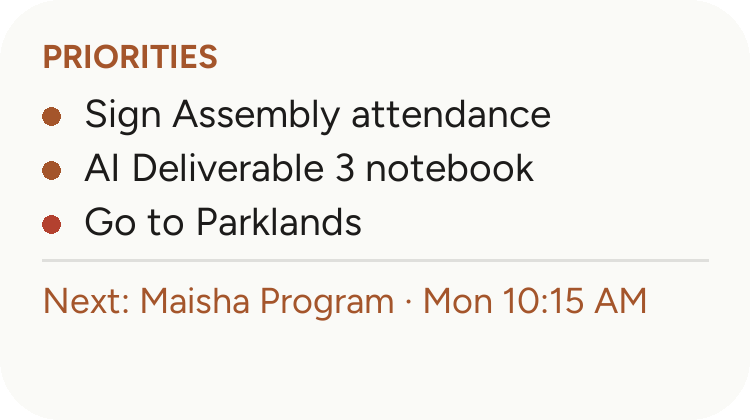 PRIORITIES
Sign Assembly attendance
AI Deliverable 3 notebook
Go to Parklands
Next: Maisha Program · Mon 10:15 AM